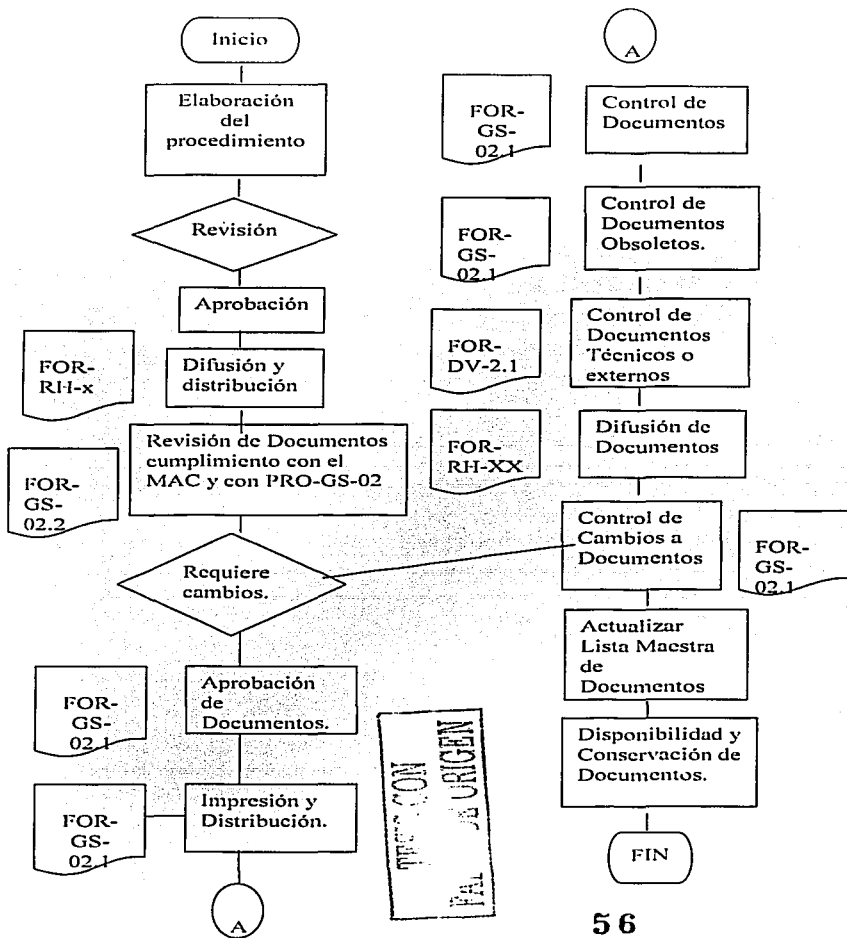 Inicio
Elaboración
del
procedimiento
Revisión
Aprobación
FOR-
RH-x
Difusión y
distribución
Revisión de Documentos
cumplimiento con el
MAC y con PRO-GS-02
FOR-
GS-
02.2
Requiere
cambios.
FOR-
GS-
02.1
Aprobación
de
Documentos.
FOR-
GS-
02.1
Impresión y
Distribución.
A
A
FOR-
GS-
02.1
Control de
Documentos
FOR-
GS-
02.1
Control de
Documentos
Obsoletos.
FOR-
DV-2.1
Control de
Documentos
Técnicos o
externos
FOR-
RH-XX
Difusión de
Documentos
Control de
Cambios a
Documentos
FOR-
GS-
02.1
Actualizar
Lista Maestra
de
Documentos
Disponibilidad y
Conservación de
Documentos.
FIN
CON
ORIGEN
56